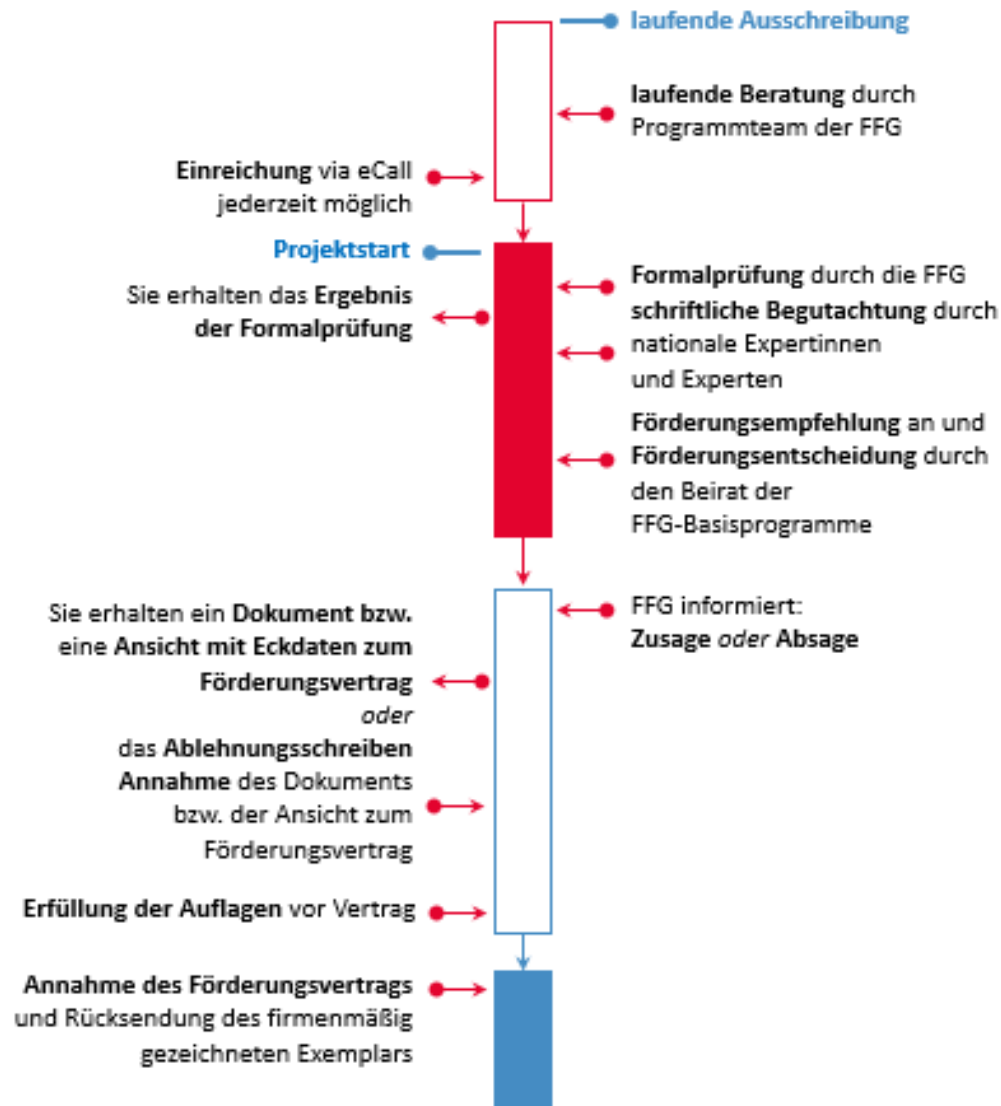 laufende Ausschreibung
laufende Beratung durch
Programmteam der FFG
Einreichung via eCall
jederzeit möglich
Projektstart
Sie erhalten das Ergebnis
der Formalprüfung
Formalprüfung durch die FFG
schriftliche Begutachtung durch
nationale Expertinnen
und Experten
Förderungsempfehlung an und
Förderungsentscheidung durch
den Beirat der
FFG-Basisprogramme
FFG informiert:
Zusage oder Absage
Sie erhalten ein Dokument bzw.
eine Ansicht mit Eckdaten zum
Förderungsvertrag
oder
das Ablehnungsschreiben
Annahme des Dokuments
bzw. der Ansicht zum
Förderungsvertrag
Erfüllung der Auflagen vor Vertrag
Annahme des Förderungsvertrags
und Rücksendung des firmenmäßig
gezeichneten Exemplars